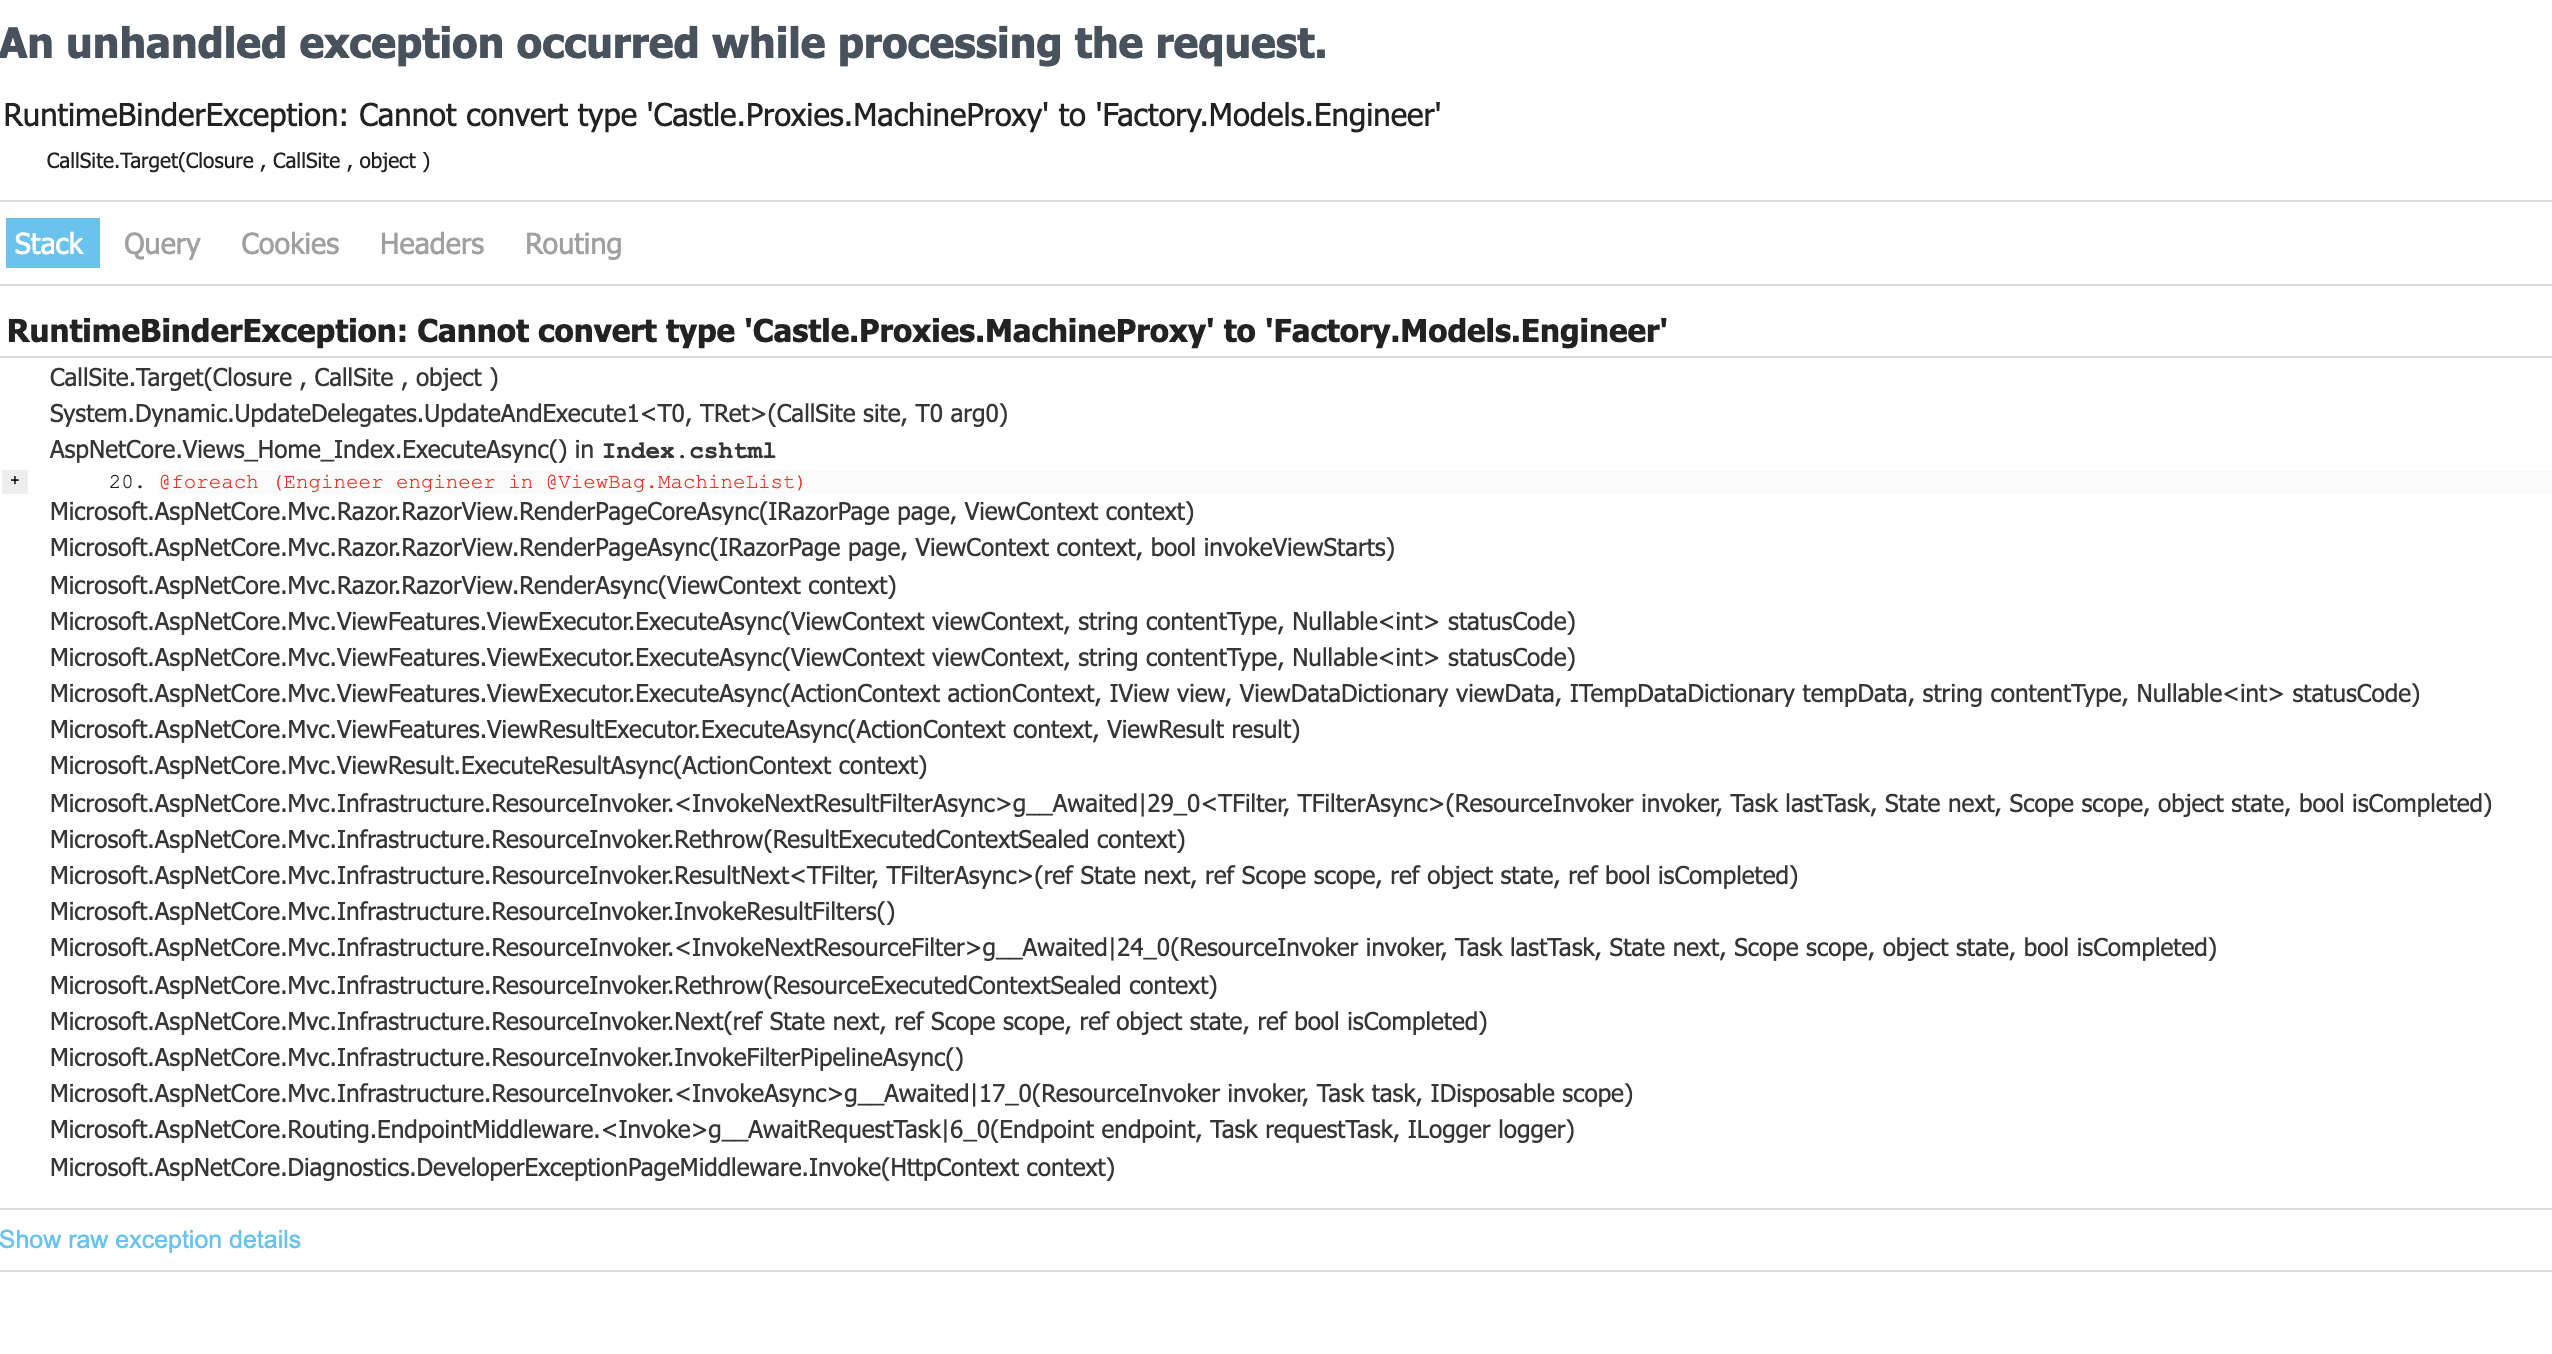 An unhandled exception occurred while processing the request.
RuntimeBinderException: Cannot convert type 'Castle.Proxies.MachineProxy' to 'Factory.Models.Engineer'
CallSite.Target(Closure , CallSite , object )
Stack Query Cookies Headers Routing
RuntimeBinderException: Cannot convert type 'Castle.Proxies.MachineProxy' to 'Factory.Models.Engineer'
CallSite.Target(Closure , CallSite , object )
System.Dynamic.UpdateDelegates.UpdateAndExecute1<T0, TRet>(CallSite site, T0 arg0)
AspNetCore.Views_Home_Index.ExecuteAsync() in Index.cshtml
+ 20. @foreach (Engineer engineer in @ViewBag.MachineList)
Microsoft.AspNetCore.Mvc.Razor.RazorView.RenderPageCoreAsync(IRazorPage page, ViewContext context)
Microsoft.AspNetCore.Mvc.Razor.RazorView.RenderPageAsync(IRazorPage page, ViewContext context, bool invokeViewStarts)
Microsoft.AspNetCore.Mvc.Razor.RazorView.RenderAsync(ViewContext context)
Microsoft.AspNetCore.Mvc.ViewFeatures.ViewExecutor.ExecuteAsync(ViewContext viewContext, string contentType, Nullable<int> statusCode)
Microsoft.AspNetCore.Mvc.ViewFeatures.ViewExecutor.ExecuteAsync(ViewContext viewContext, string contentType, Nullable<int> statusCode)
Microsoft.AspNetCore.Mvc.ViewFeatures.ViewExecutor.ExecuteAsync(ActionContext actionContext, IView view, ViewDataDictionary viewData, ITempDataDictionary tempData, string contentType, Nullable<int> statusCode)
Microsoft.AspNetCore.Mvc.ViewFeatures.ViewResultExecutor.ExecuteAsync(ActionContext context, ViewResult result)
Microsoft.AspNetCore.Mvc.ViewResult.ExecuteResultAsync(ActionContext context)
Microsoft.AspNetCore.Mvc.Infrastructure.ResourceInvoker.<InvokeNextResultFilterAsync>g__Awaited|29_0<TFilter, TFilterAsync>(ResourceInvoker invoker, Task lastTask, State next, Scope scope, object state, bool isCompleted)
Microsoft.AspNetCore.Mvc.Infrastructure.ResourceInvoker.Rethrow(ResultExecutedContextSealed context)
Microsoft.AspNetCore.Mvc.Infrastructure.ResourceInvoker.ResultNext<TFilter, TFilterAsync>(ref State next, ref Scope scope, ref object state, ref bool isCompleted)
Microsoft.AspNetCore.Mvc.Infrastructure.ResourceInvoker.InvokeResultFilters()
Microsoft.AspNetCore.Mvc.Infrastructure.ResourceInvoker.<InvokeNextResourceFilter>g__Awaited|24_0(ResourceInvoker invoker, Task lastTask, State next, Scope scope, object state, bool isCompleted)
Microsoft.AspNetCore.Mvc.Infrastructure.ResourceInvoker.Rethrow(ResourceExecutedContextSealed context)
Microsoft.AspNetCore.Mvc.Infrastructure.ResourceInvoker.Next(ref State next, ref Scope scope, ref object state, ref bool isCompleted)
Microsoft.AspNetCore.Mvc.Infrastructure.ResourceInvoker.InvokeFilterPipelineAsync()
Microsoft.AspNetCore.Mvc.Infrastructure.ResourceInvoker.<InvokeAsync>g__Awaited|17_0(ResourceInvoker invoker, Task task, IDisposable scope)
Microsoft.AspNetCore.Routing.EndpointMiddleware.<Invoke>g__AwaitRequestTask|6_0(Endpoint endpoint, Task requestTask, ILogger logger)
Microsoft.AspNetCore.Diagnostics.DeveloperExceptionPageMiddleware.Invoke(HttpContext context)
Show raw exception details